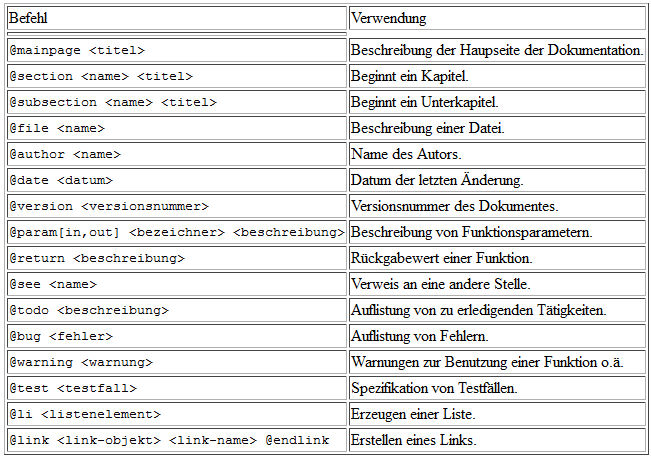 Befehl Verwendung
@mainpage <titel> Beschreibung der Haupseite der Dokumentation.
@section <name> <titel> Beginnt ein Kapitel.
@subsection <name> <titel> Beginnt ein Unterkapitel.
@file <name> Beschreibung einer Datei.
@author <name> Name des Autors.
@date <datum> Datum der letzten Änderung.
@version <versionsnummer> Versionsnummer des Dokumentes.
@param[in,out] <bezeichner> <beschreibung> Beschreibung von Funktionsparametern.
@return <beschreibung> Rückgabewert einer Funktion.
@see <name> Verweis an eine andere Stelle.
@todo <beschreibung> Auflistung von zu erledigenden Tätigkeiten.
@bug <fehler> Auflistung von Fehlern.
@warning <warnung> Warnungen zur Benutzung einer Funktion o.ä.
@test <testfall> Spezifikation von Testfällen.
@li <listenelement> Erzeugen einer Liste.
@link <link-objekt> <link-name> @endlink Erstellen eines Links.